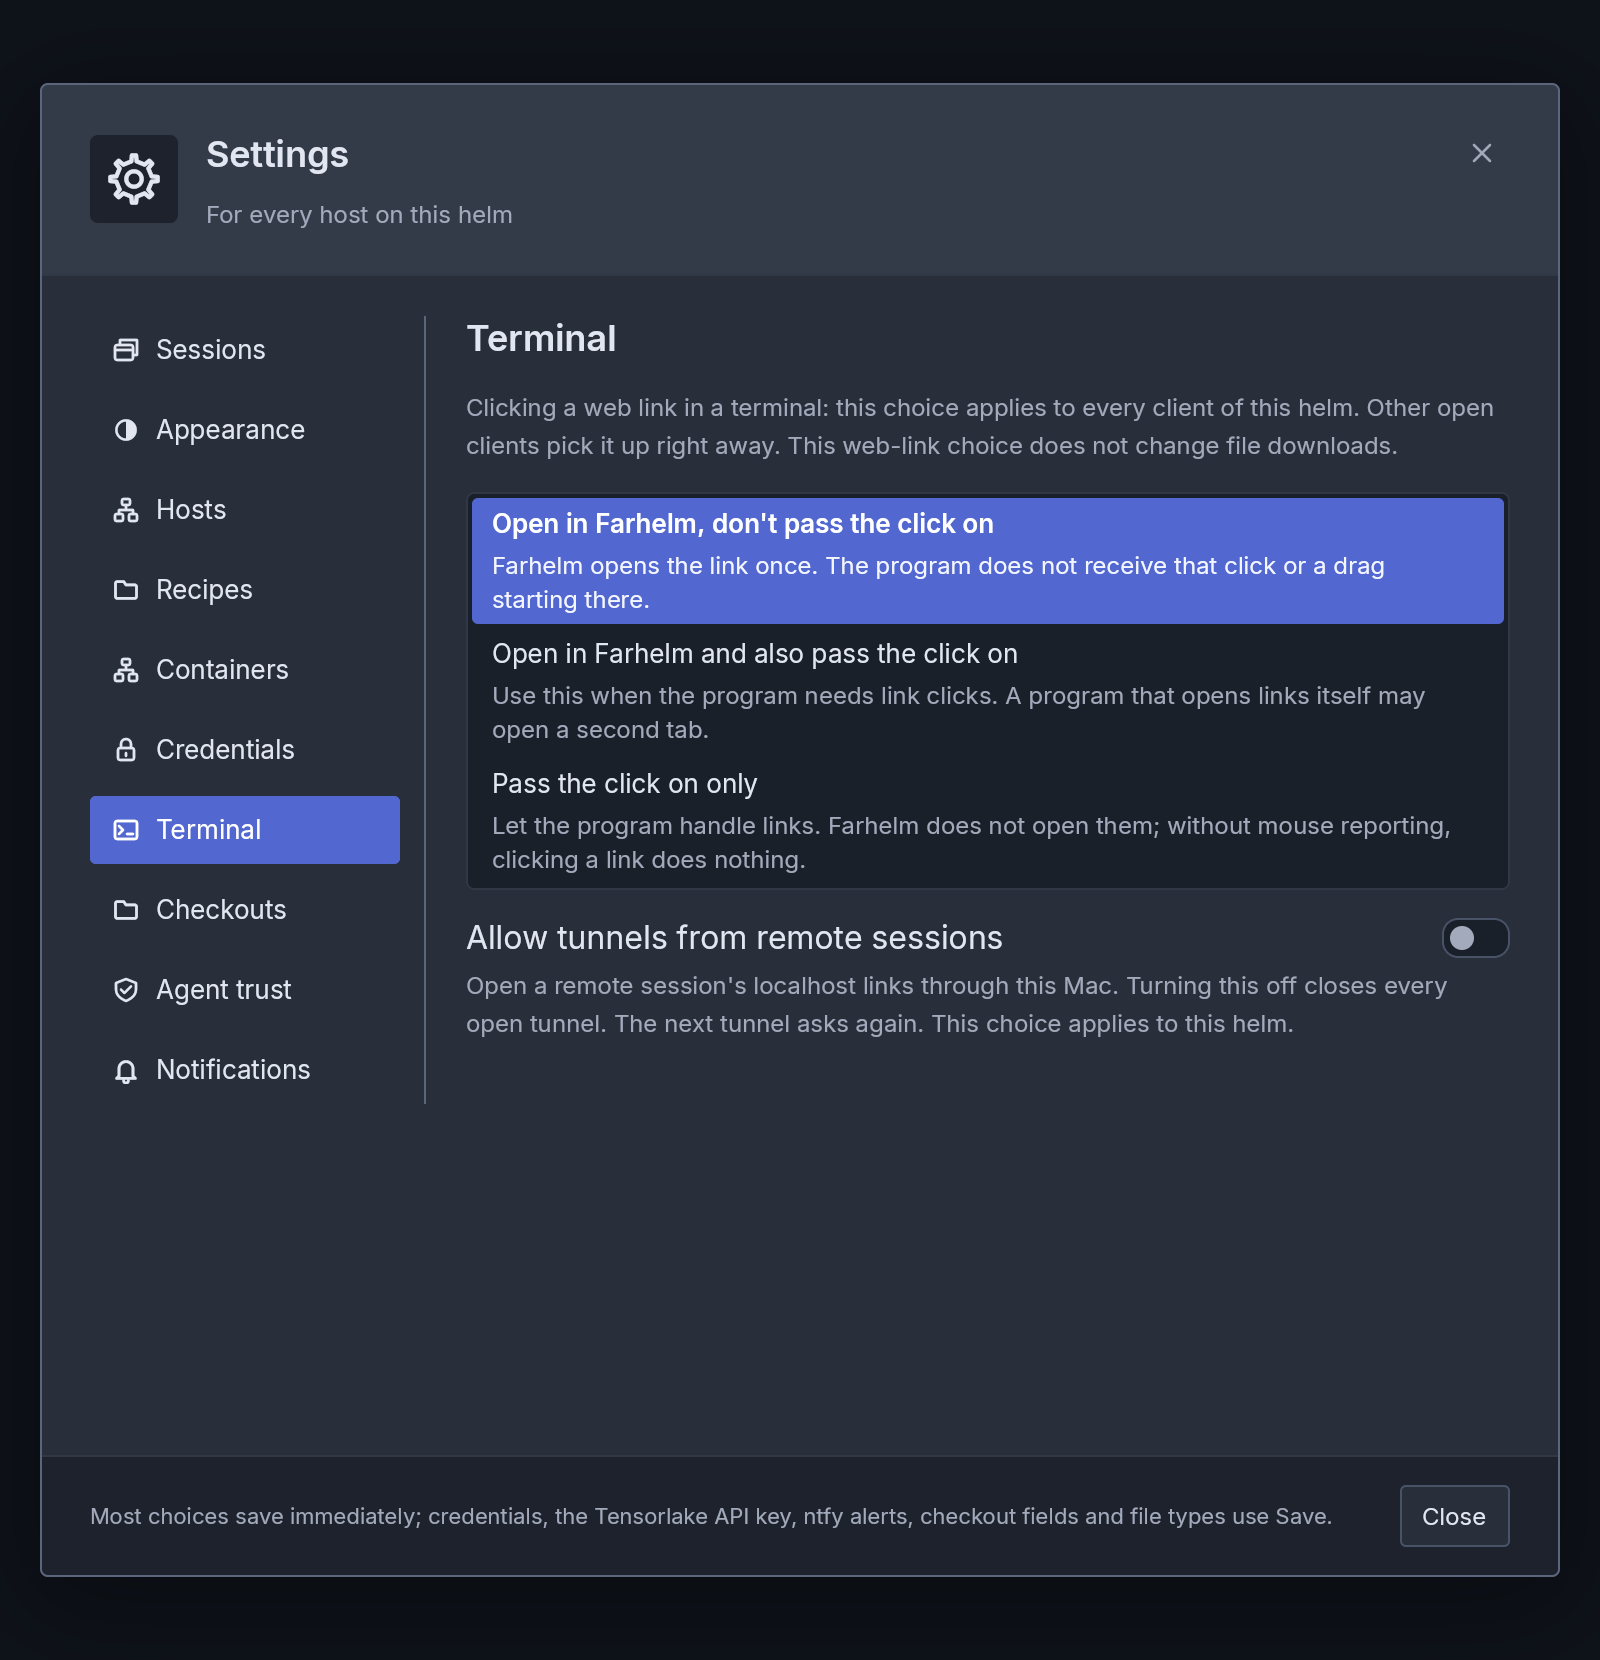 Settings
For every host on this helm
Sessions
Appearance
Hosts
Recipes
Containers
Credentials
Terminal
Checkouts
Agent trust
Notifications
Terminal
Clicking a web link in a terminal: this choice applies to every client of this helm. Other open
clients pick it up right away. This web-link choice does not change file downloads.
Open in Farhelm, don't pass the click on
Farhelm opens the link once. The program does not receive that click or a drag
starting there.
Open in Farhelm and also pass the click on
Use this when the program needs link clicks. A program that opens links itself may
open a second tab.
Pass the click on only
Let the program handle links. Farhelm does not open them; without mouse reporting,
clicking a link does nothing.
Allow tunnels from remote sessions
Open a remote session's localhost links through this Mac. Turning this off closes every
open tunnel. The next tunnel asks again. This choice applies to this helm.
Most choices save immediately; credentials, the Tensorlake API key, ntfy alerts, checkout fields and file types use Save.
Close